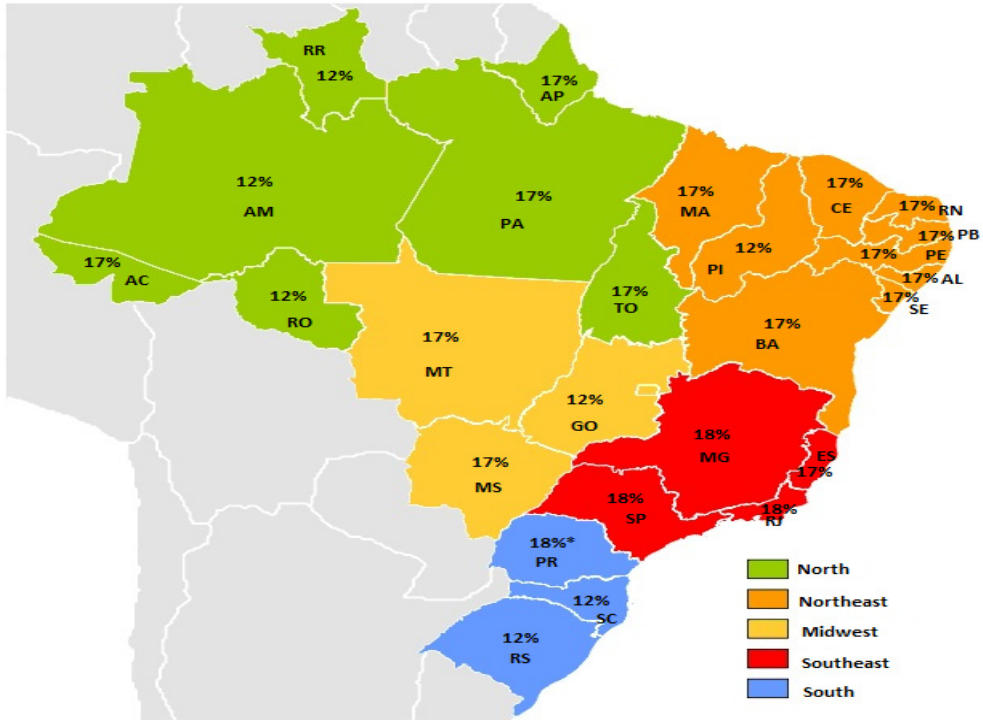 RR
12%
17%
AP
12%
AM
17%
PA
17%
MA
17%
CE
17% RN
17% PB
PE
17%
12%
PI
17% AL
17%
SE
17%
AC
12%
RO
17%
TO
17%
BA
17%
MT
12%
GO
18%
MG
ES
17%
17%
MS
18%
SP
18%
RJ
18%*
PR
12%
SC
12%
RS
North
Northeast
Midwest
Southeast
South